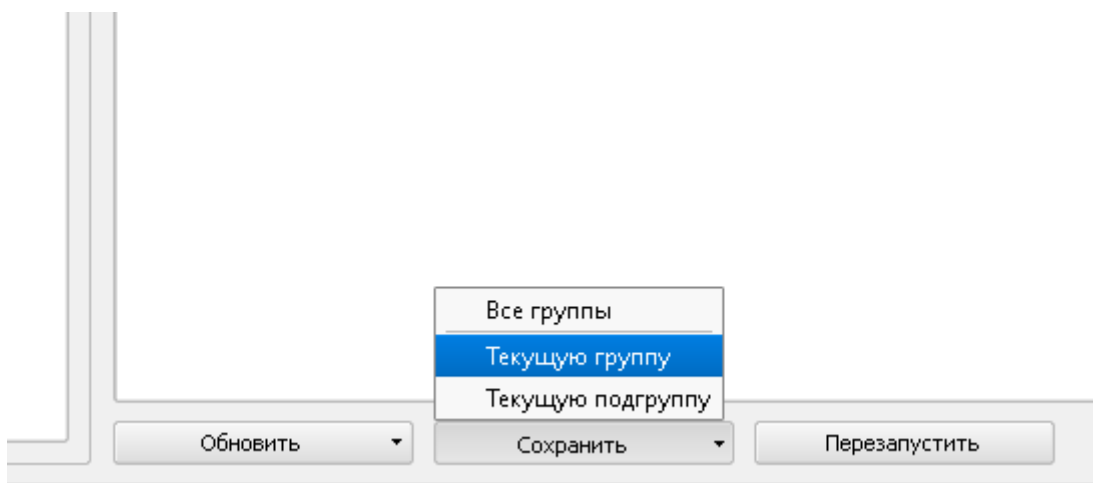 Все группы
Текущую группу
Текущую подгруппу
Обновить
Сохранить
Перезапустить